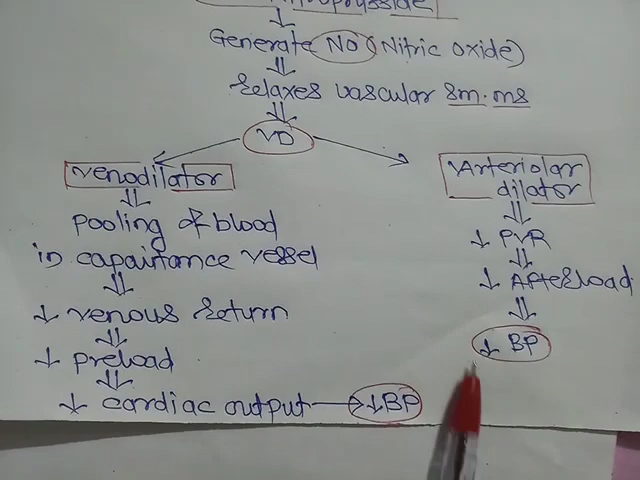 Generate NO (Nitric Oxide)
Relaxes vascular sm. ms
VD
Venodilator
Pooling of blood
in capaintance vessel
↓ venous return
↓ preload
↓ cardiac output → ↓BP
Arteriolar
dilator
↓ PVR
↓ Afterload
↓ BP